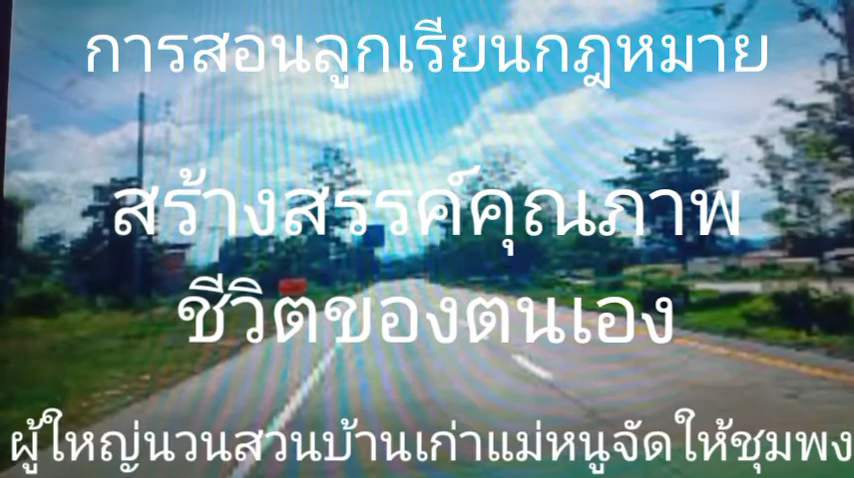 การสอนลูกเรียนกฎหมาย
สร้างสรรค์คุณภาพ
ชีวิตของตนเอง
ผู้ใหญ่นวนสวนบ้านเก่าแม่หนูจัดให้ชุมพง